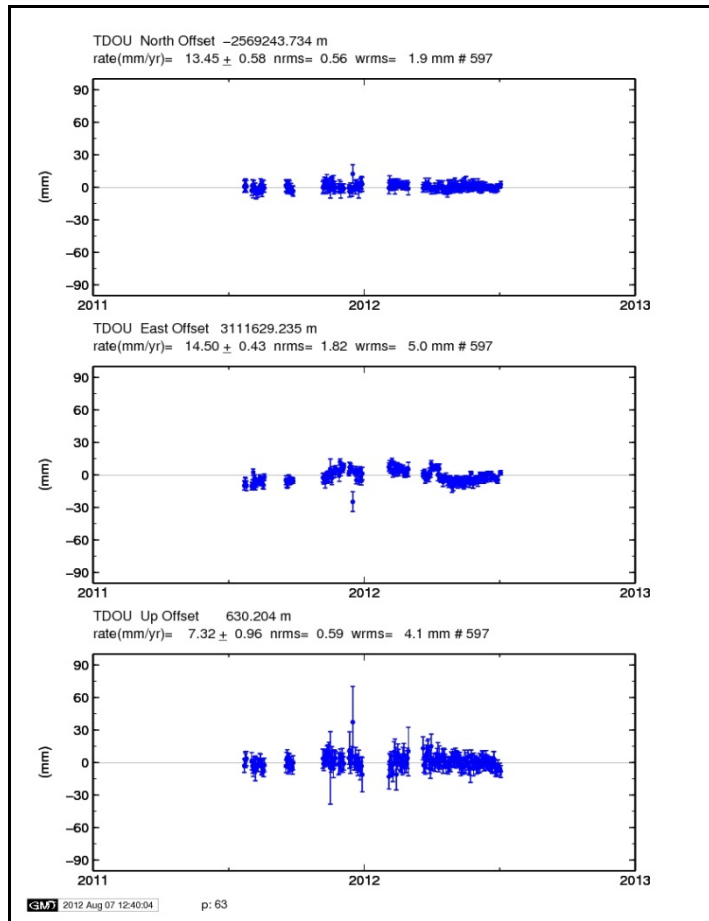 TDOU North Offset −2569243.734 m
rate(mm/yr)= 13.45 ± 0.58 nrms= 0.56 wrms= 1.9 mm # 597
90
60
30
0
−30
−60
−90
(mm)
2011 2012 2013
TDOU East Offset 3111629.235 m
rate(mm/yr)= 14.50 ± 0.43 nrms= 1.82 wrms= 5.0 mm # 597
90
60
30
0
−30
−60
−90
(mm)
2011 2012 2013
TDOU Up Offset 630.204 m
rate(mm/yr)= 7.32 ± 0.96 nrms= 0.59 wrms= 4.1 mm # 597
90
60
30
0
−30
−60
−90
(mm)
2011 2012 2013
GMT 2012 Aug 07 12:40:04 p: 63